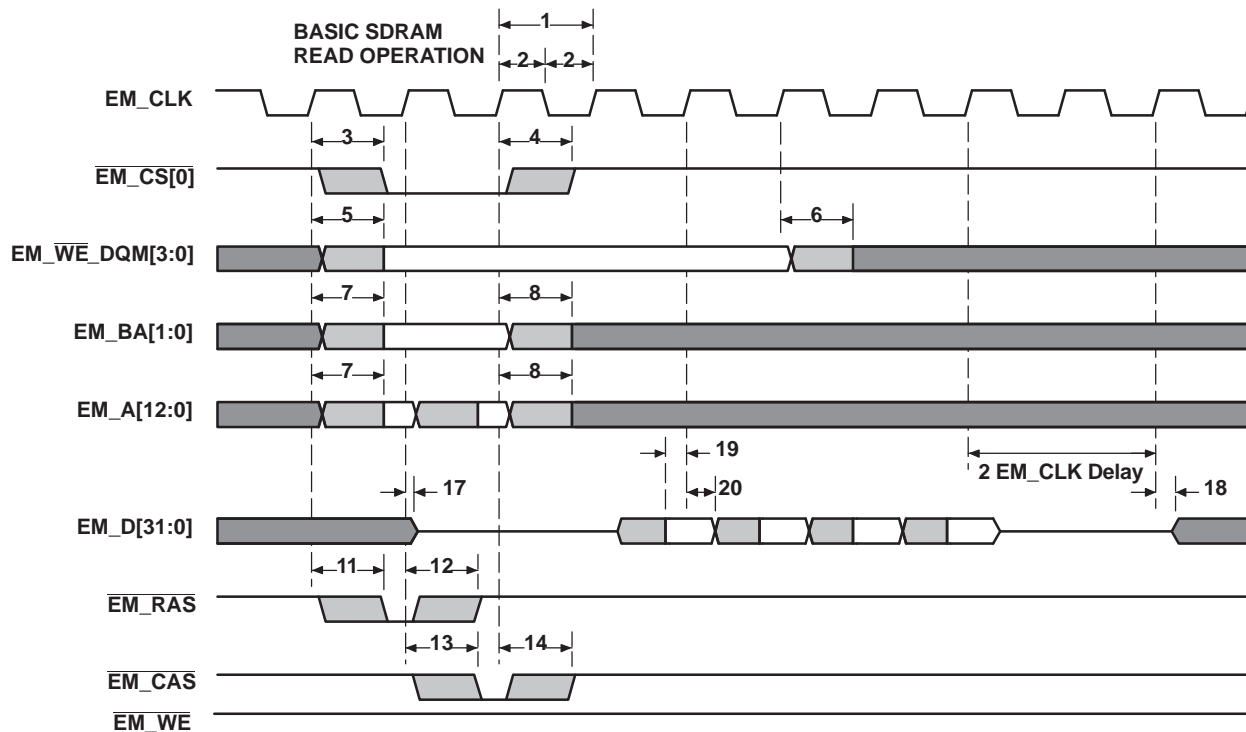 BASIC SDRAM
READ OPERATION
1
2 2
EM_CLK
3 4
EM_CS[0]
5 6
EM_WE_DQM[3:0]
7 8
EM_BA[1:0]
7 8
EM_A[12:0]
19
2 EM_CLK Delay
17 20 18
EM_D[31:0]
11 12
EM_RAS
13 14
EM_CAS
EM_WE